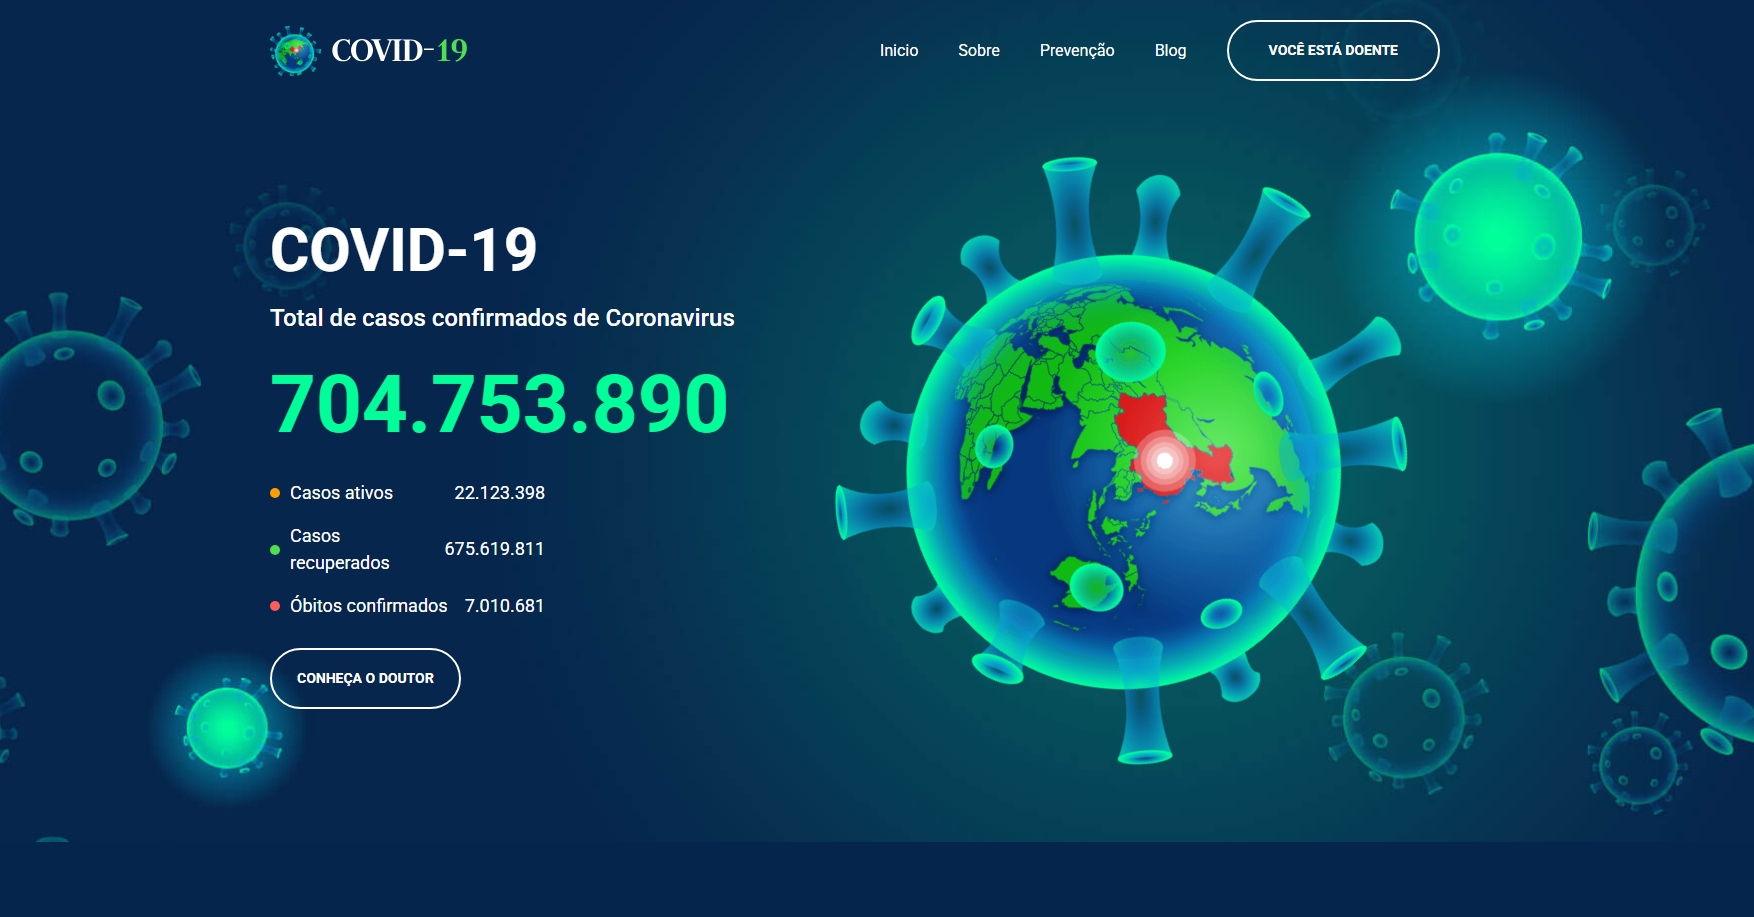 COVID-19
Inicio Sobre Prevenção Blog VOCÊ ESTÁ DOENTE
COVID-19
Total de casos confirmados de Coronavirus
704.753.890
Casos ativos 22.123.398
Casos
recuperados 675.619.811
Óbitos confirmados 7.010.681
CONHEÇA O DOUTOR